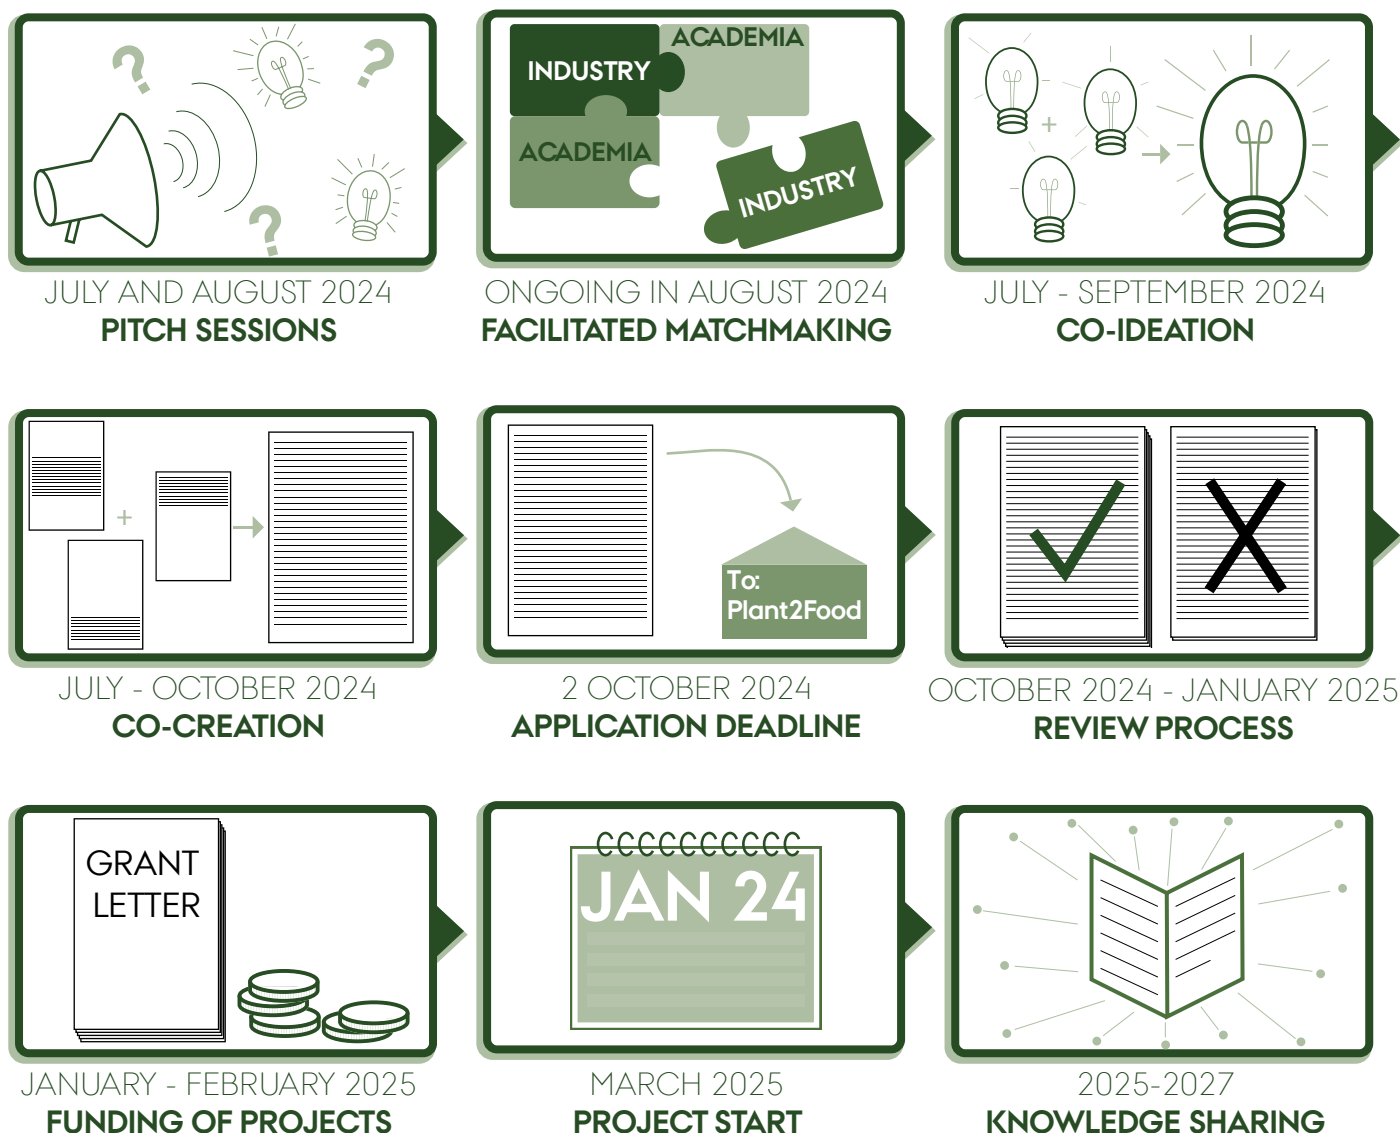 ?
?
?
JULY AND AUGUST 2024
PITCH SESSIONS
INDUSTRY
ACADEMIA
ACADEMIA
INDUSTRY
ONGOING IN AUGUST 2024
FACILITATED MATCHMAKING
+
JULY - SEPTEMBER 2024
CO-IDEATION
+
JULY - OCTOBER 2024
CO-CREATION
To:
Plant2Food
2 OCTOBER 2024
APPLICATION DEADLINE
OCTOBER 2024 - JANUARY 2025
REVIEW PROCESS
GRANT
LETTER
JANUARY - FEBRUARY 2025
FUNDING OF PROJECTS
JAN 24
MARCH 2025
PROJECT START
2025-2027
KNOWLEDGE SHARING